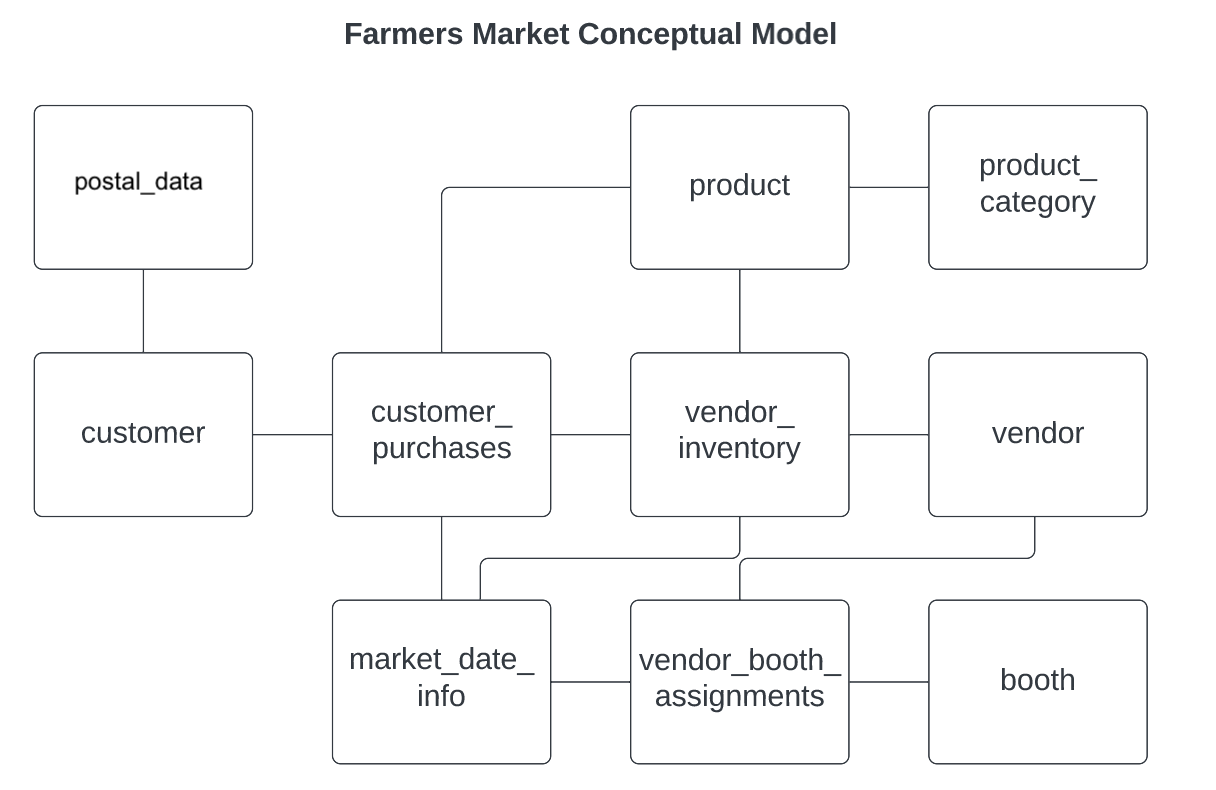 Farmers Market Conceptual Model
postal_data
product
product_
category
customer
customer_
purchases
vendor_
inventory
vendor
market_date_
info
vendor_booth_
assignments
booth